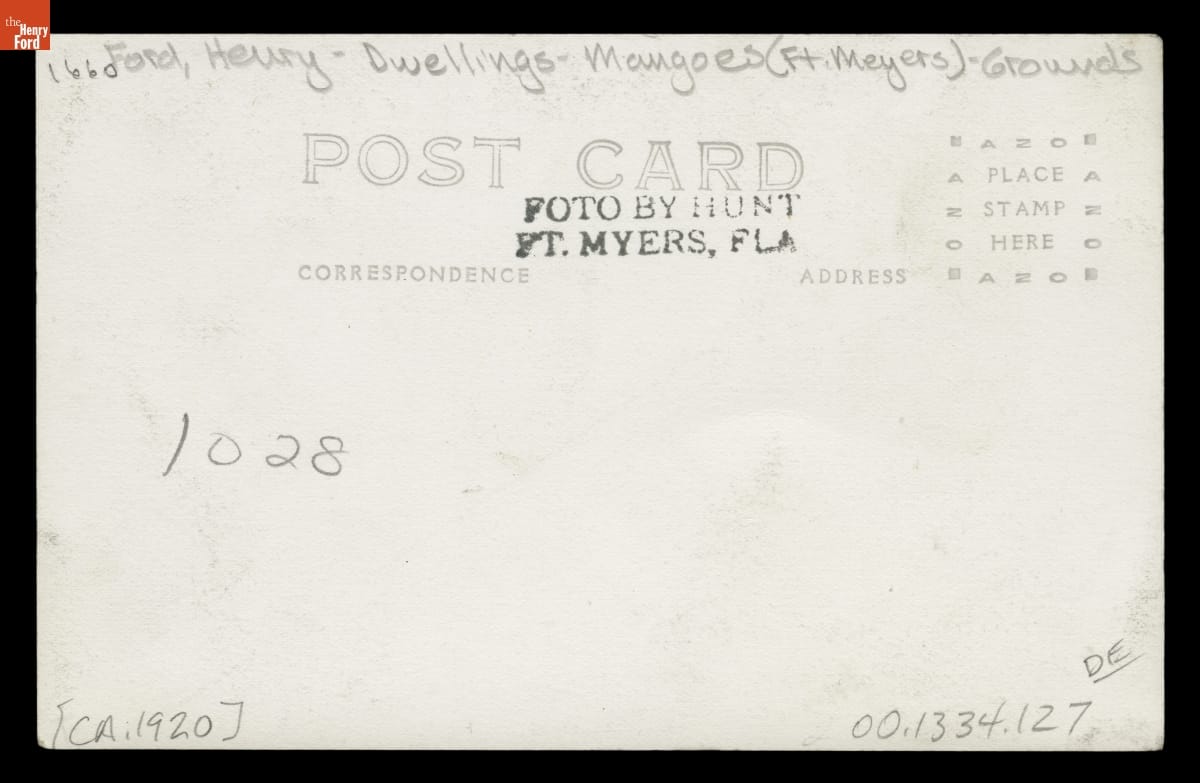 the
Henry
Ford
1660 Ford, Henry - Dwellings - Mangoes (Ft. Meyers) - Grounds
POST CARD
FOTO BY HUNT
FT. MYERS, FLA
CORRESPONDENCE
ADDRESS
AZO
A PLACE A
Z STAMP Z
O HERE O
AZO
1028
DE
[CA. 1920]
00.1334.127